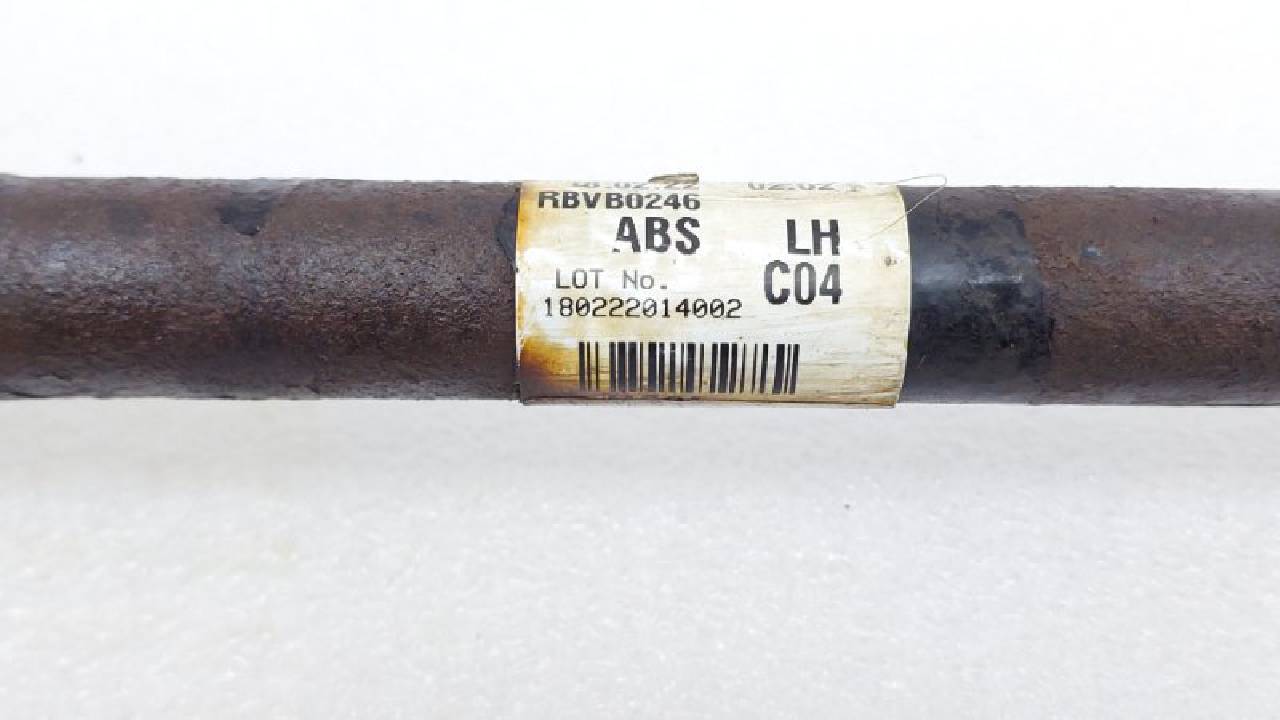 RBVB0246
ABS LH
LOT No. C04
180222014002